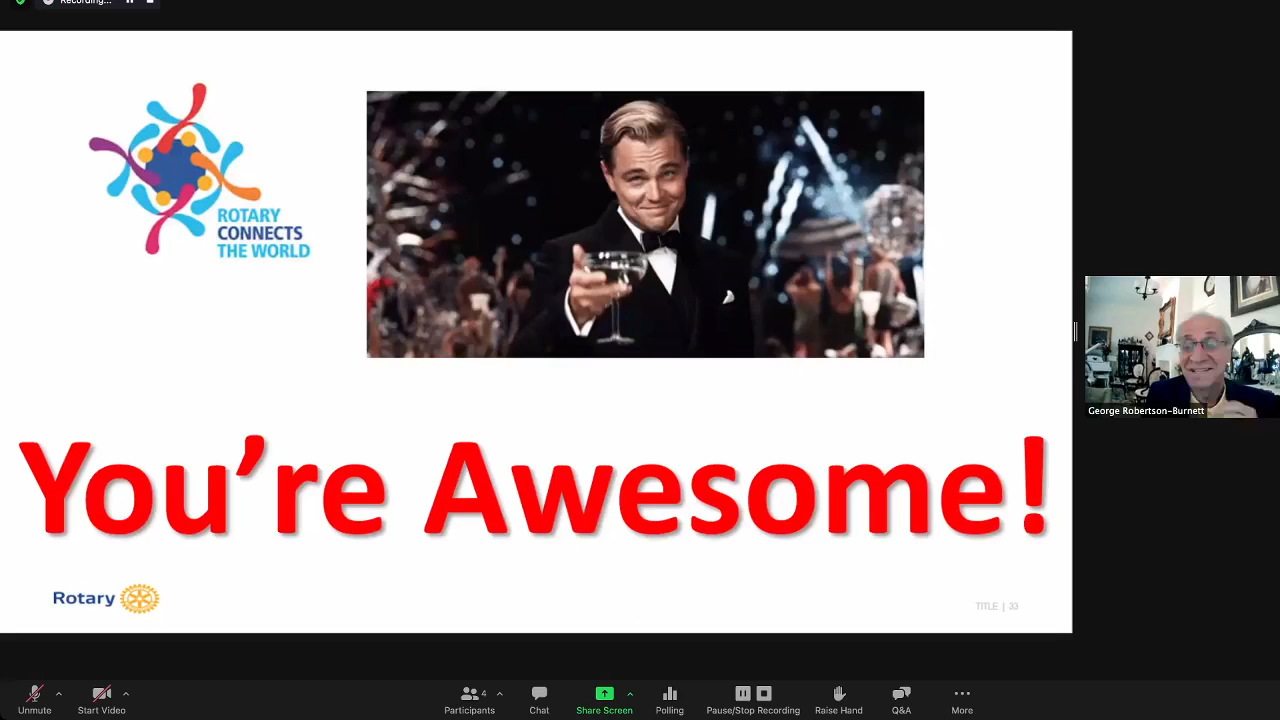 Recording...
ROTARY
CONNECTS
THE WORLD
You’re Awesome!
Rotary
TITLE | 33
George Robertson-Burnett
Unmute
Start Video
4
Participants
Chat
Share Screen
Polling
Pause/Stop Recording
Raise Hand
Q&A
More